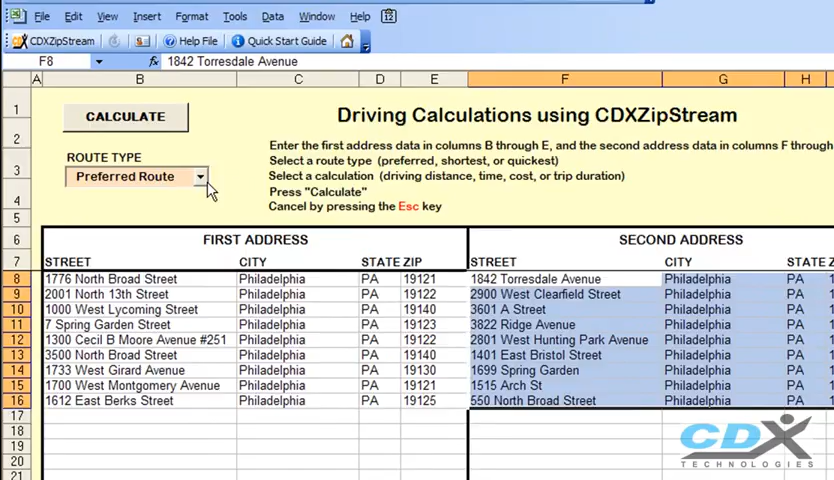 File Edit View Insert Format Tools Data Window Help 12
CDXZipStream Help File Quick Start Guide
F8 fx 1842 Torresdale Avenue
A B C D E F G H
1 CALCULATE Driving Calculations using CDXZipStream
2 Enter the first address data in columns B through E, and the second address data in columns F through
ROUTE TYPE Select a route type (preferred, shortest, or quickest)
3 Preferred Route Select a calculation (driving distance, time, cost, or trip duration)
4 Press "Calculate"
5 Cancel by pressing the Esc key
6 FIRST ADDRESS SECOND ADDRESS
7 STREET CITY STATE ZIP STREET CITY STATE Z
8 1776 North Broad Street Philadelphia PA 19121 1842 Torresdale Avenue Philadelphia PA
9 2001 North 13th Street Philadelphia PA 19122 2900 West Clearfield Street Philadelphia PA
10 1000 West Lycoming Street Philadelphia PA 19140 3601 A Street Philadelphia PA
11 7 Spring Garden Street Philadelphia PA 19123 3822 Ridge Avenue Philadelphia PA
12 1300 Cecil B Moore Avenue #251 Philadelphia PA 19122 2801 West Hunting Park Avenue Philadelphia PA
13 3500 North Broad Street Philadelphia PA 19140 1401 East Bristol Street Philadelphia PA
14 1733 West Girard Avenue Philadelphia PA 19130 1699 Spring Garden Philadelphia PA
15 1700 West Montgomery Avenue Philadelphia PA 19121 1515 Arch St Philadelphia PA
16 1612 East Berks Street Philadelphia PA 19125 550 North Broad Street Philadelphia PA
17
18
19
20
21
CDX
TECHNOLOGIES